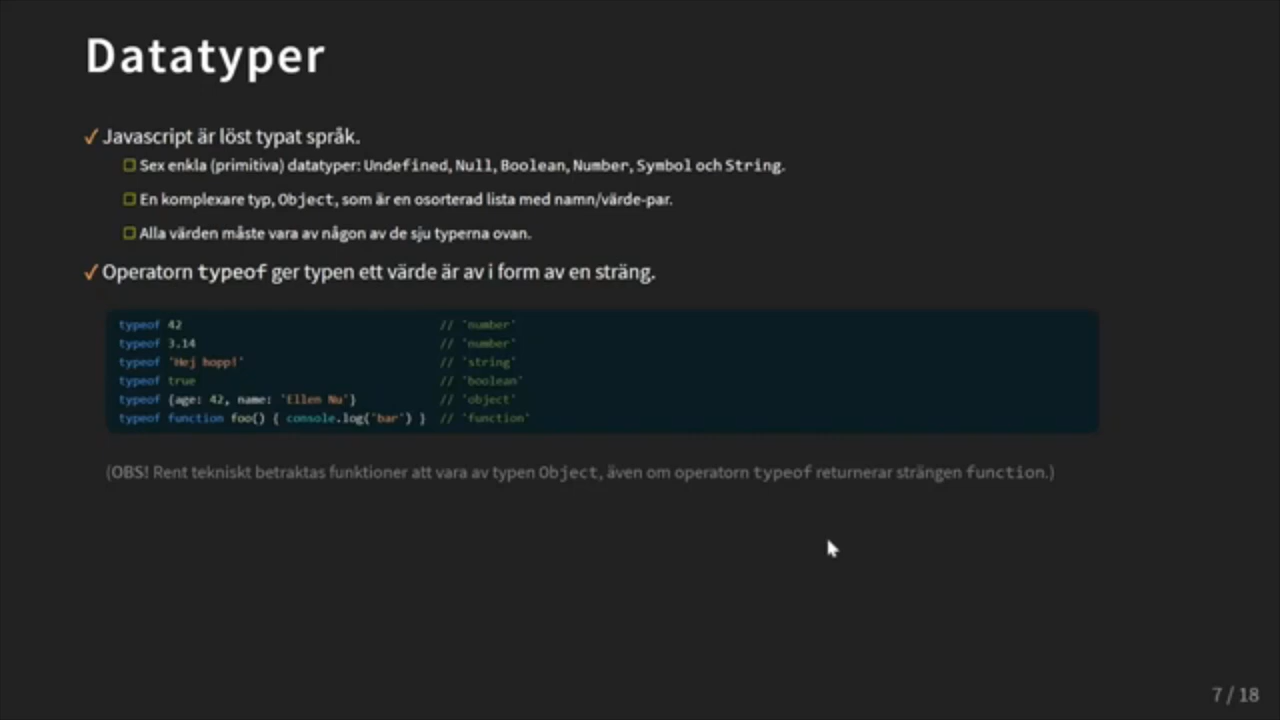 Datatyper
✓ Javascript är löst typat språk.
Sex enkla (primitiva) datatyper: Undefined, Null, Boolean, Number, Symbol och String.
En komplexare typ, Object, som är en osorterad lista med namn/värde-par.
Alla värden måste vara av någon av de sju typerna ovan.
✓ Operatorn typeof ger typen ett värde är av i form av en sträng.
typeof 42 // 'number'
typeof 3.14 // 'number'
typeof 'Hej hopp!' // 'string'
typeof true // 'boolean'
typeof {age: 42, name: 'Ellen Nu'} // 'object'
typeof function foo() { console.log('bar') } // 'function'
(OBS! Rent tekniskt betraktas funktioner att vara av typen Object, även om operatorn typeof returnerar strängen function.)
7 / 18